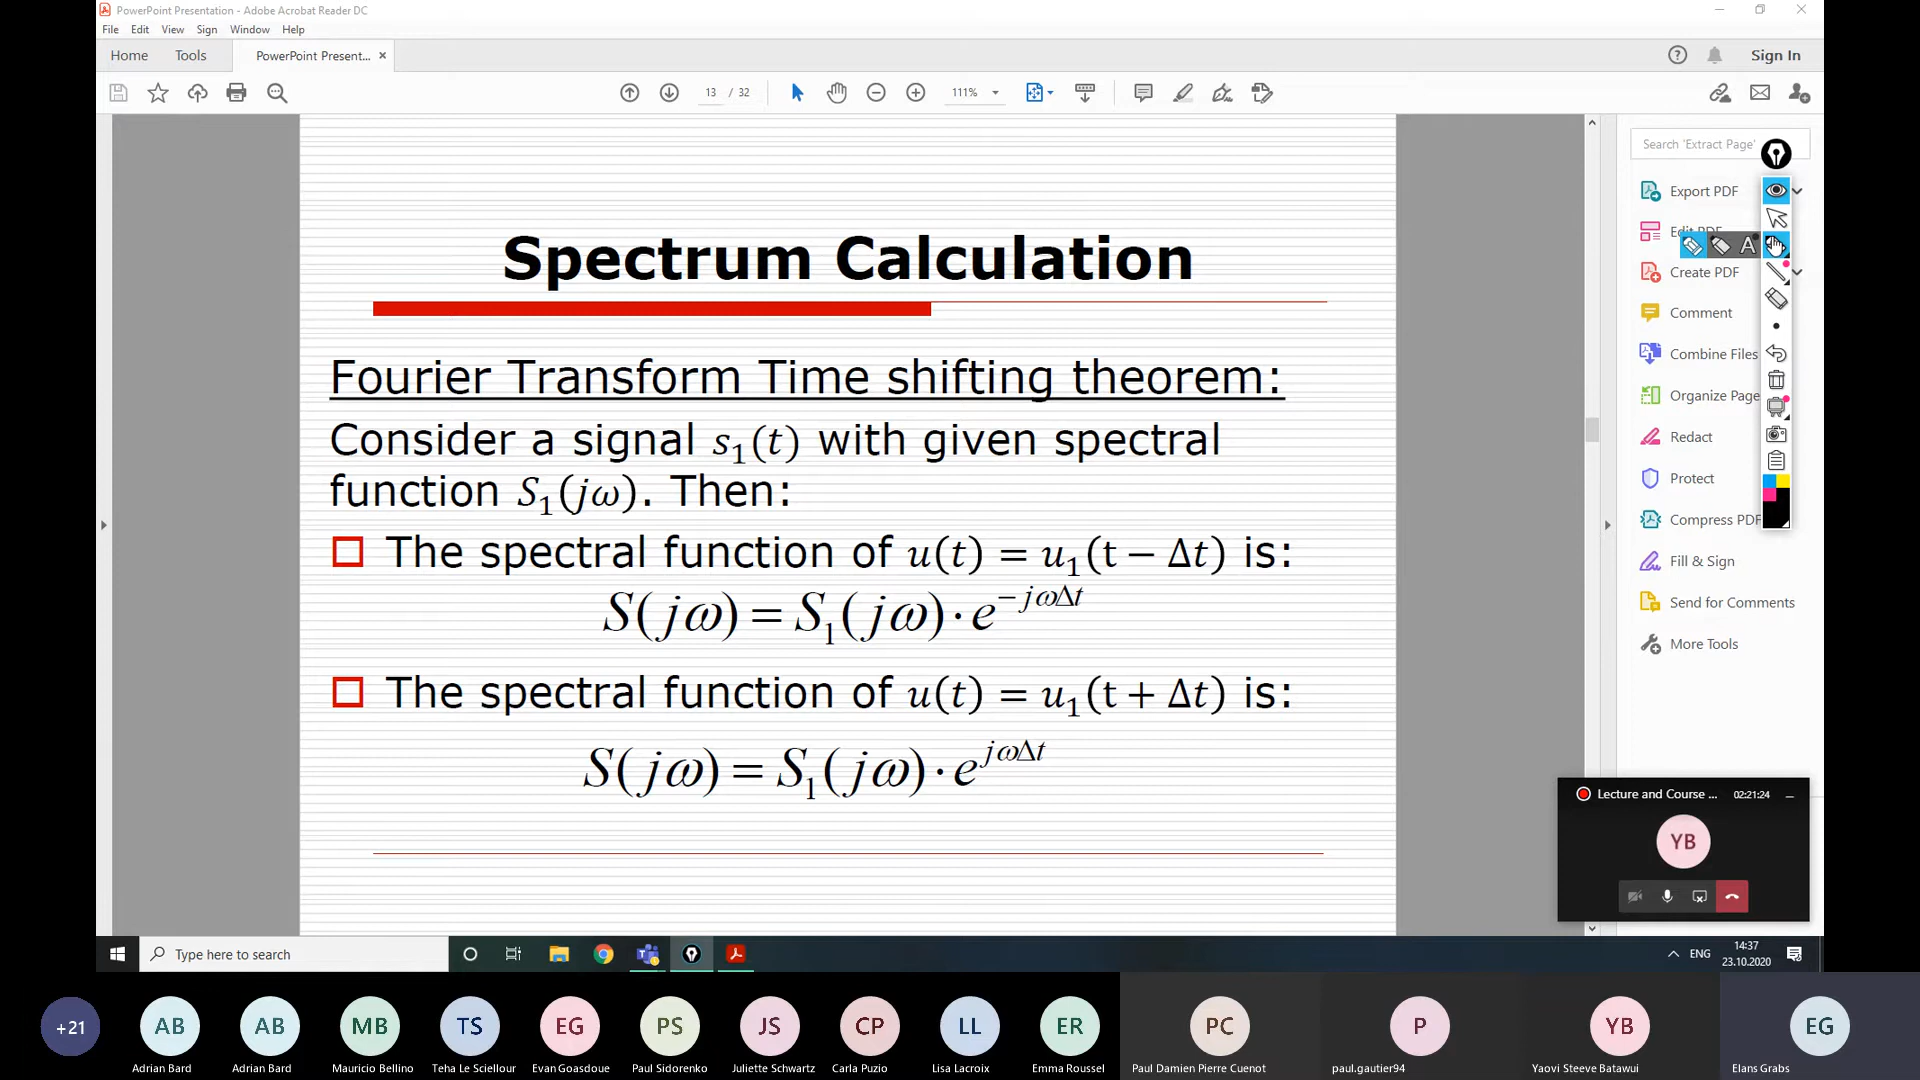 PowerPoint Presentation - Adobe Acrobat Reader DC
File Edit View Sign Window Help
Home Tools PowerPoint Present... ×
? Sign In
13 / 32 111%
Search 'Extract Page'
Export PDF
Edit PDF
A
Create PDF
Comment
Combine Files
Organize Page
Redact
Protect
Compress PDF
Fill & Sign
Send for Comments
More Tools
Spectrum Calculation
Fourier Transform Time shifting theorem:
Consider a signal s₁(t) with given spectral
function S₁(jω). Then:
The spectral function of u(t) = u₁(t − Δt) is:
S(jω) = S₁(jω) · e^{−jωΔt}
The spectral function of u(t) = u₁(t + Δt) is:
S(jω) = S₁(jω) · e^{jωΔt}
Lecture and Course ... 02:21:24
YB
Type here to search
ENG
14:37
23.10.2020
+21 AB AB MB TS EG PS JS CP LL ER PC P YB EG
Adrian Bard Adrian Bard Mauricio Bellino Teha Le Sciellour Evan Goasdoue Paul Sidorenko Juliette Schwartz Carla Puzio Lisa Lacroix Emma Roussel Paul Damien Pierre Cuenot paul.gautier94 Yaovi Steeve Batawui Elans Grabs